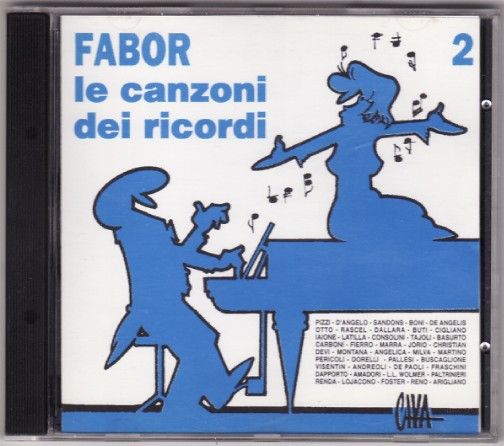 FABOR
2
le canzoni
dei ricordi
PIZZI - D'ANGELO - SANDONS - BONI - DE ANGELIS
OTTO - RASCEL - DALLARA - BUTI - CIGLIANO
IAIONE - LATILLA - CONSOLINI - TAJOLI - BASURTO
CARBONI - FIERRO - MARRA - JORIO - CHRISTIAN
DEVI - MONTANA - ANGELICA - MILVA - MARTINO
PERICOLI - DORELLI - PALLESI - BUSCAGLIONE
VISENTIN - ANDREOLI - DE PAOLI - FRASCHINI
DAPPORTO - AMADORI - L.L. WOLMER - PALTRINIERI
RENDA - LOJACONO - FOSTER - RENO - ARIGLIANO
CAVA